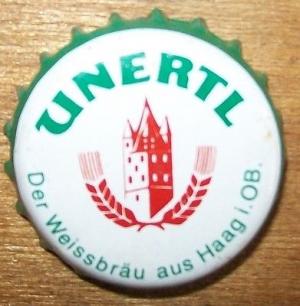 UNERTL
Der Weissbräu aus Haag i. OB.